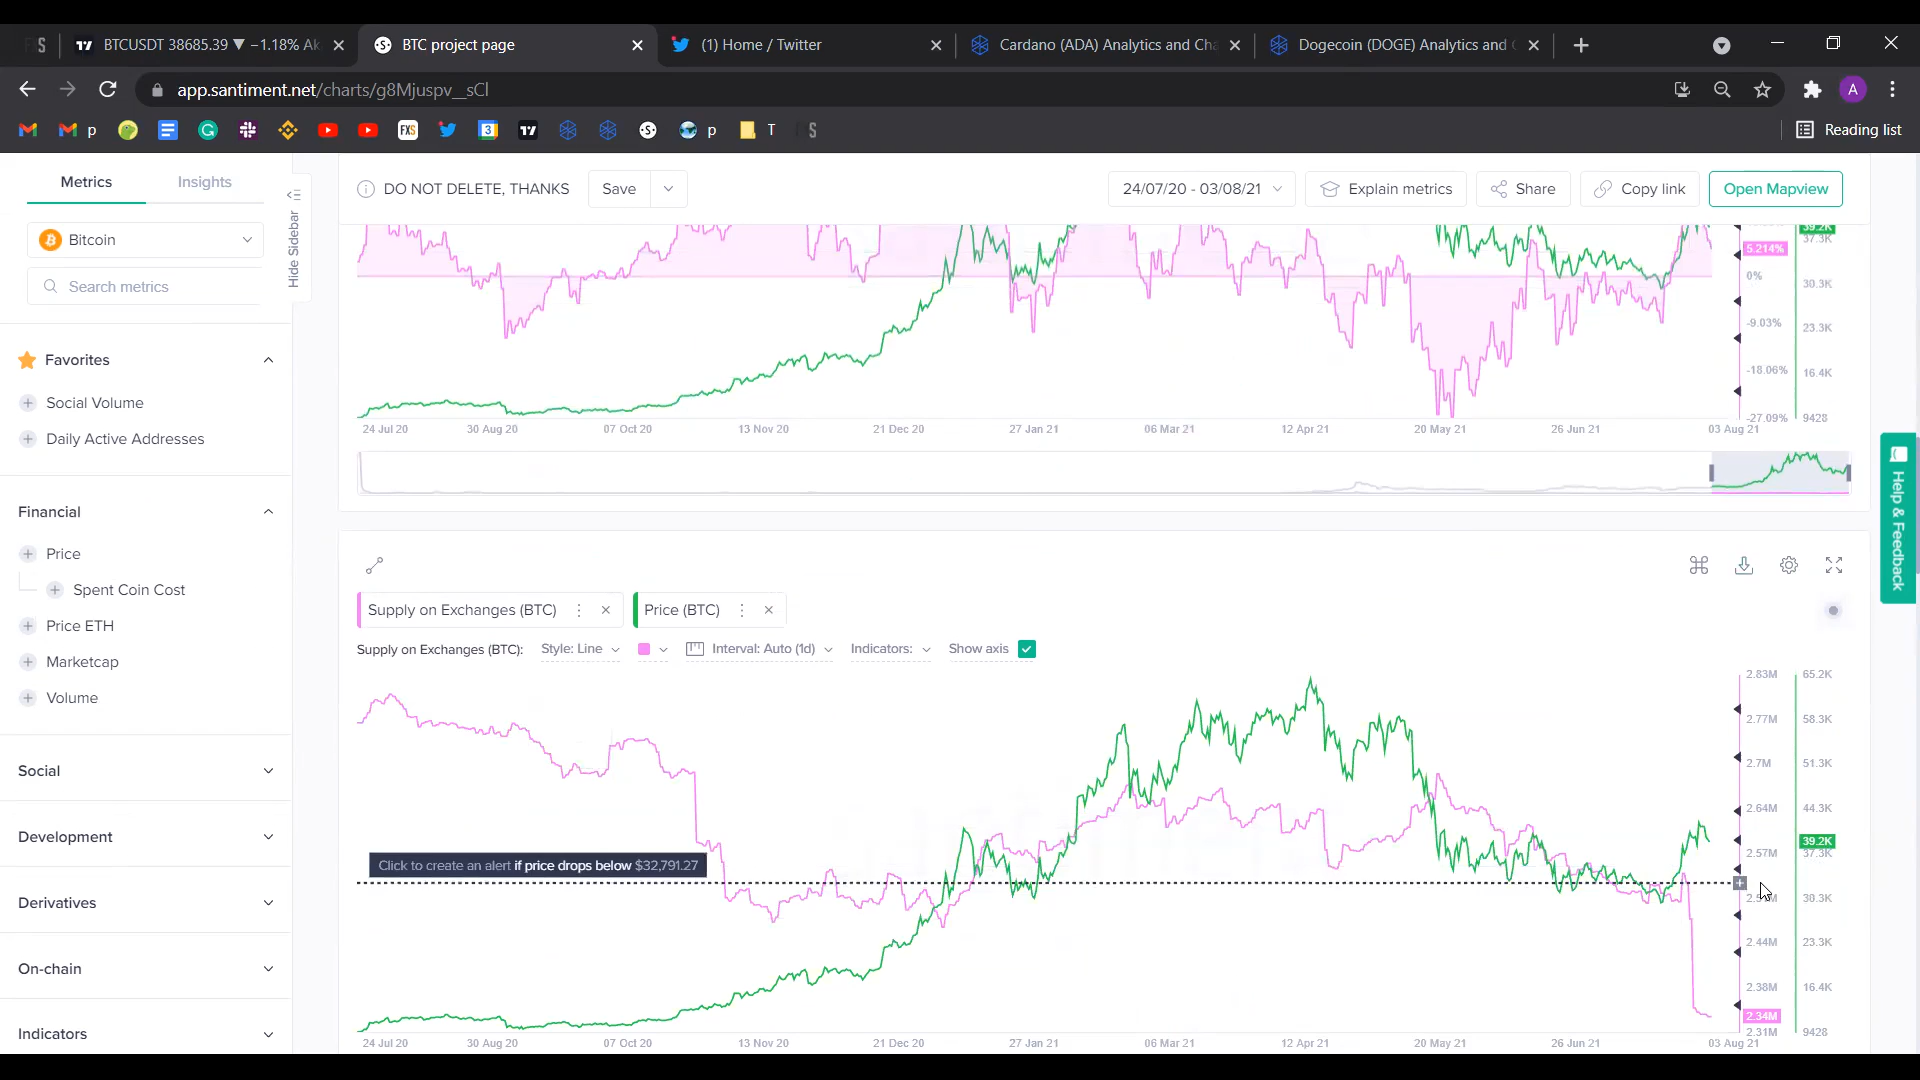 BTCUSDT 38685.39 ▼ −1.18% Ak
BTC project page
(1) Home / Twitter
Cardano (ADA) Analytics and Cha
Dogecoin (DOGE) Analytics and
app.santiment.net/charts/g8Mjuspv__sCl
A
p
FXS
3
p
T
Reading list
Metrics
Insights
DO NOT DELETE, THANKS
Save
24/07/20 - 03/08/21
Explain metrics
Share
Copy link
Open Mapview
Hide Sidebar
Bitcoin
Search metrics
Favorites
Social Volume
Daily Active Addresses
Financial
Price
Spent Coin Cost
Price ETH
Marketcap
Volume
Social
Development
Derivatives
On-chain
Indicators
39.2K
5.214%
37.3K
0%
30.3K
-9.03%
23.3K
-18.06%
16.4K
-27.09%
9428
24 Jul 20
30 Aug 20
07 Oct 20
13 Nov 20
21 Dec 20
27 Jan 21
06 Mar 21
12 Apr 21
20 May 21
26 Jun 21
03 Aug 21
Help & Feedback
Supply on Exchanges (BTC)
Price (BTC)
Supply on Exchanges (BTC):
Style: Line
Interval: Auto (1d)
Indicators:
Show axis
2.83M
65.2K
2.77M
58.3K
2.7M
51.3K
2.64M
44.3K
39.2K
2.57M
37.3K
Click to create an alert if price drops below $32,791.27
30.3K
2.44M
23.3K
2.38M
16.4K
2.34M
2.31M
9428
24 Jul 20
30 Aug 20
07 Oct 20
13 Nov 20
21 Dec 20
27 Jan 21
06 Mar 21
12 Apr 21
20 May 21
26 Jun 21
03 Aug 21